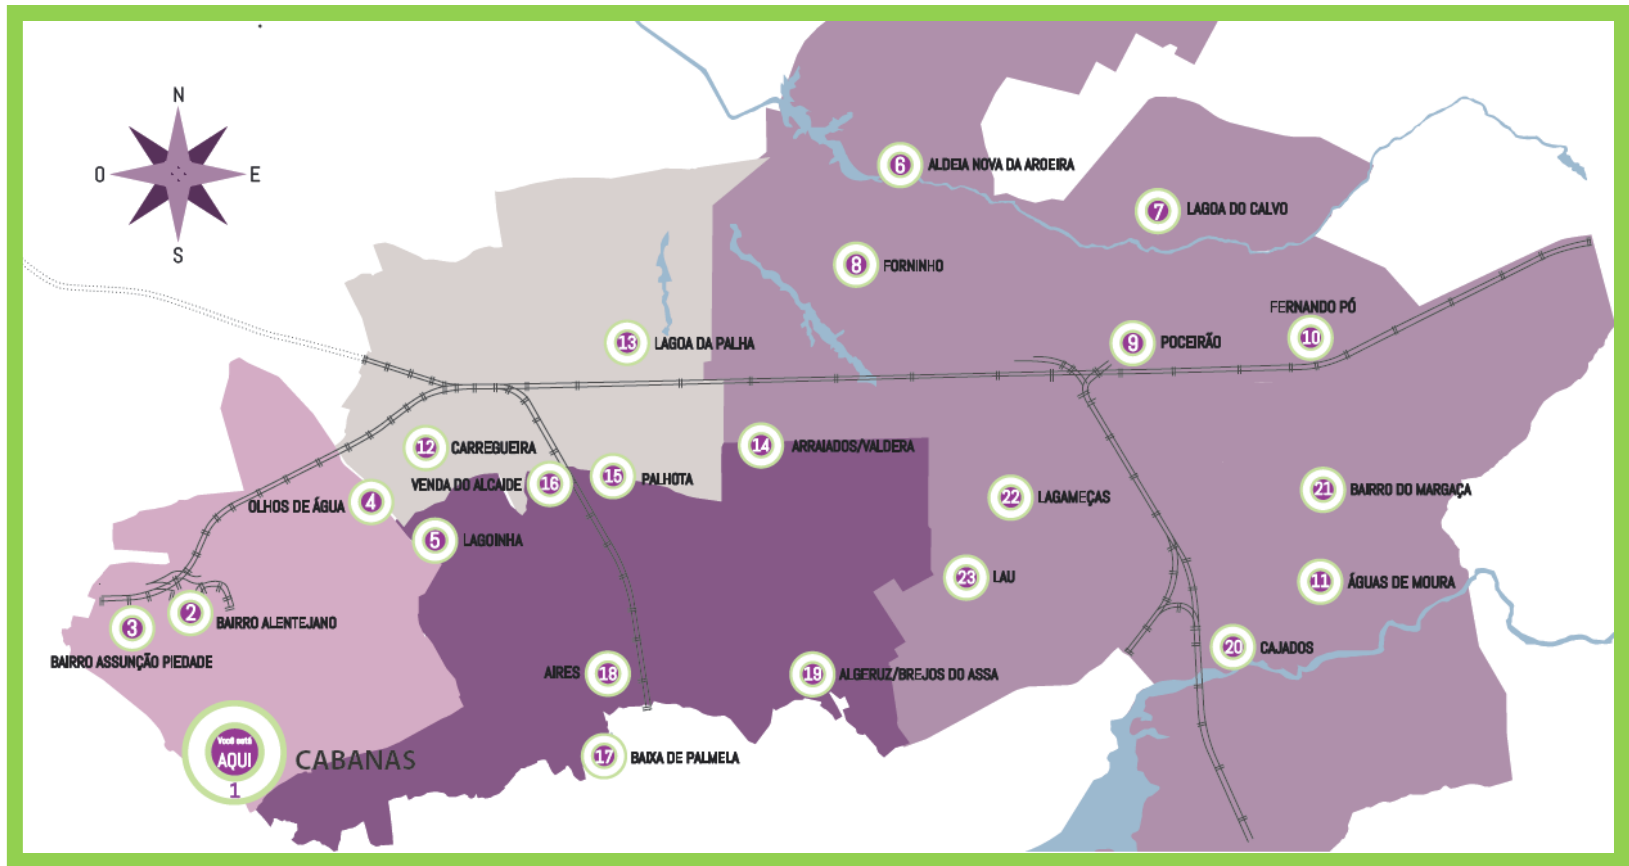 N
O
E
S
6
ALDEIA NOVA DA AROEIRA
7
LAGOA DO CALVO
8
FORNINHO
FERNANDO PÓ
10
13
LAGOA DA PALHA
9
POCEIRÃO
12
CARREGUEIRA
14
ARRAIADOS/VALDERA
VENDA DO ALCAIDE
16
15
PALHOTA
OLHOS DE ÁGUA
4
22
LAGAMEÇAS
21
BAIRRO DO MARGAÇA
5
LAGOINHA
23
LAU
11
ÁGUAS DE MOURA
3
2
BAIRRO ALENTEJANO
BAIRRO ASSUNÇÃO PIEDADE
20
CAJADOS
AIRES
18
19
ALGERUZ/BREJOS DO ASSA
Você está
AQUI
1
CABANAS
17
BAIXA DE PALMELA